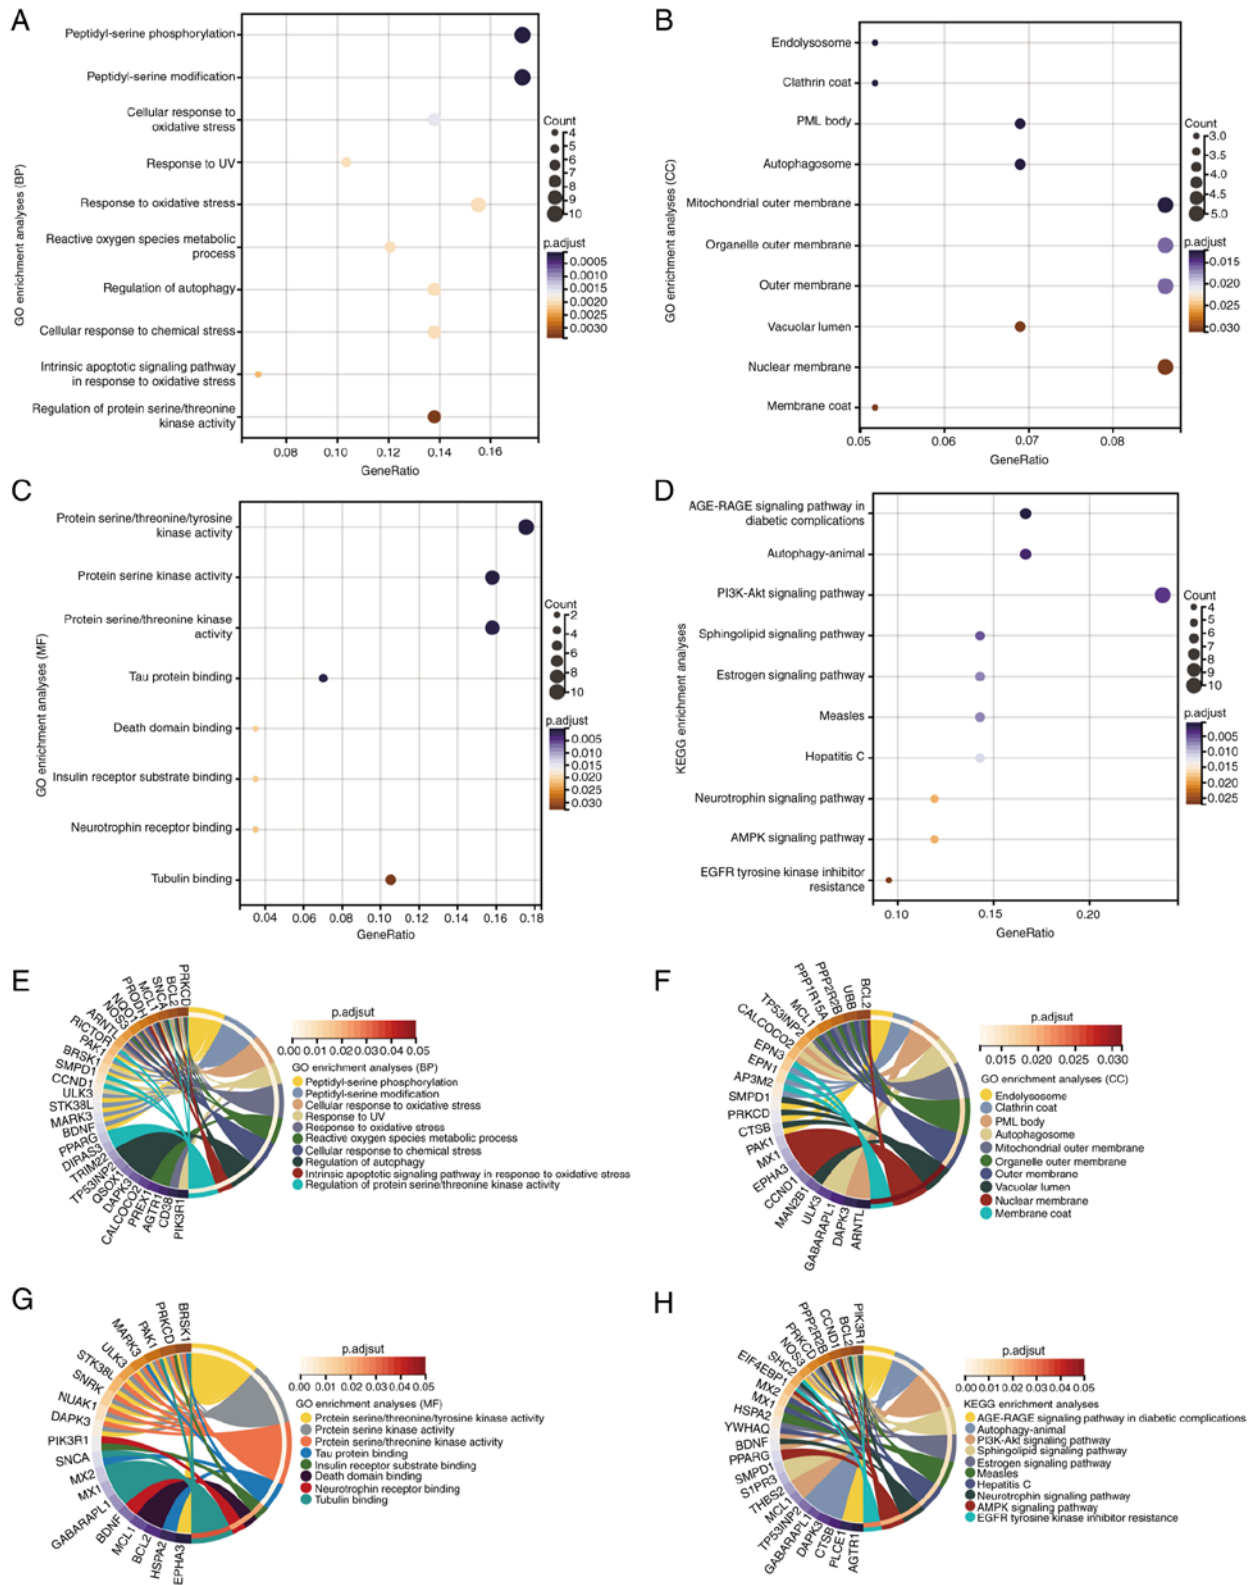 A
Peptidyl-serine phosphorylation
Peptidyl-serine modification
Cellular response to
oxidative stress
Response to UV
Response to oxidative stress
Reactive oxygen species metabolic
process
Regulation of autophagy
Cellular response to chemical stress
Intrinsic apoptotic signaling pathway
in response to oxidative stress
Regulation of protein serine/threonine
kinase activity
GO enrichment analyses (BP)
0.08 0.10 0.12 0.14 0.16
GeneRatio
Count
4
5
6
7
8
9
10
p.adjust
0.0005
0.0010
0.0015
0.0020
0.0025
0.0030
B
Endolysosome
Clathrin coat
PML body
Autophagosome
Mitochondrial outer membrane
Organelle outer membrane
Outer membrane
Vacuolar lumen
Nuclear membrane
Membrane coat
GO enrichment analyses (CC)
0.05 0.06 0.07 0.08
GeneRatio
Count
3.0
3.5
4.0
4.5
5.0
p.adjust
0.015
0.020
0.025
0.030
C
Protein serine/threonine/tyrosine
kinase activity
Protein serine kinase activity
Protein serine/threonine kinase
activity
Tau protein binding
Death domain binding
Insulin receptor substrate binding
Neurotrophin receptor binding
Tubulin binding
GO enrichment analyses (MF)
0.04 0.06 0.08 0.10 0.12 0.14 0.16 0.18
GeneRatio
Count
2
4
6
8
10
p.adjust
0.005
0.010
0.015
0.020
0.025
0.030
D
AGE-RAGE signaling pathway in
diabetic complications
Autophagy-animal
PI3K-Akt signaling pathway
Sphingolipid signaling pathway
Estrogen signaling pathway
Measles
Hepatitis C
Neurotrophin signaling pathway
AMPK signaling pathway
EGFR tyrosine kinase inhibitor
resistance
KEGG enrichment analyses
0.10 0.15 0.20
GeneRatio
Count
4
5
6
7
8
9
10
p.adjust
0.005
0.010
0.015
0.020
0.025
E
PRKCD
BCL2
SNCA
MCL1
PRODH
NQO1
NOS3
ARNTL
RICTOR
PAK1
BRSK1
SMPD1
CCND1
ULK3
STK38L
MARK3
BDNF
PPARG
DIRAS3
TRIM22
TP53INP2
QSOX1
DAPK3
CALCOCO2
PREX1
AGTR1
CD38
PIK3R1
p.adjsut
0.00 0.01 0.02 0.03 0.04 0.05
GO enrichment analyses (BP)
Peptidyl-serine phosphorylation
Peptidyl-serine modification
Cellular response to oxidative stress
Response to UV
Response to oxidative stress
Reactive oxygen species metabolic process
Cellular response to chemical stress
Regulation of autophagy
Intrinsic apoptotic signaling pathway in response to oxidative stress
Regulation of protein serine/threonine kinase activity
F
BCL2
UBB
PPP2R2B
PPP1R15A
MCL1
TP53INP2
CALCOCO2
EPN3
EPN1
AP3M2
SMPD1
PRKCD
CTSB
PAK1
MX1
EPHA3
CCND1
MAN2B1
ULK3
GABARAPL1
DAPK3
ARNTL
p.adjsut
0.015 0.020 0.025 0.030
GO enrichment analyses (CC)
Endolysosome
Clathrin coat
PML body
Autophagosome
Mitochondrial outer membrane
Organelle outer membrane
Outer membrane
Vacuolar lumen
Nuclear membrane
Membrane coat
G
BRSK1
PRKCD
PAK1
MARK3
ULK3
STK38L
SNRK
NUAK1
DAPK3
PIK3R1
SNCA
MX2
MX1
GABARAPL1
BDNF
MCL1
BCL2
HSPA2
EPHA3
p.adjsut
0.00 0.01 0.02 0.03 0.04 0.05
GO enrichment analyses (MF)
Protein serine/threonine/tyrosine kinase activity
Protein serine kinase activity
Protein serine/threonine kinase activity
Tau protein binding
Insulin receptor substrate binding
Death domain binding
Neurotrophin receptor binding
Tubulin binding
H
PIK3R1
BCL2
CCND1
PPP2R2B
PRKCD
NOS3
SHC2
EIF4EBP1
MX2
MX1
HSPA2
YWHAQ
BDNF
PPARG
SMPD1
S1PR3
THBS2
MCL1
TP53INP2
GABARAPL1
DAPK3
CTSB
PLCE1
AGTR1
p.adjsut
0.00 0.01 0.02 0.03 0.04 0.05
KEGG enrichment analyses
AGE-RAGE signaling pathway in diabetic complications
Autophagy-animal
PI3K-Akt signaling pathway
Sphingolipid signaling pathway
Estrogen signaling pathway
Measles
Hepatitis C
Neurotrophin signaling pathway
AMPK signaling pathway
EGFR tyrosine kinase inhibitor resistance